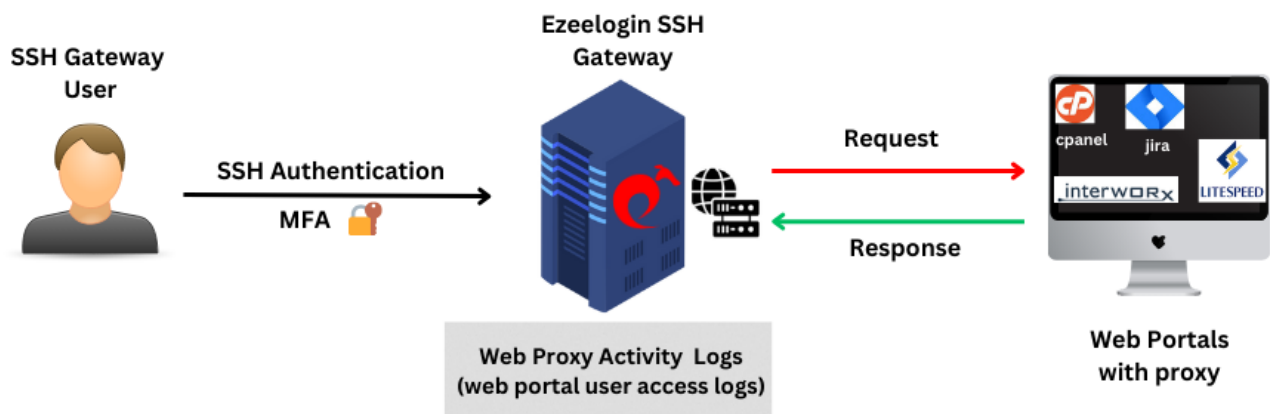 SSH Gateway
User
SSH Authentication
MFA
Ezeelogin SSH
Gateway
Web Proxy Activity Logs
(web portal user access logs)
Request
Response
cP
cpanel
jira
.interworx
LITESPEED
Web Portals
with proxy